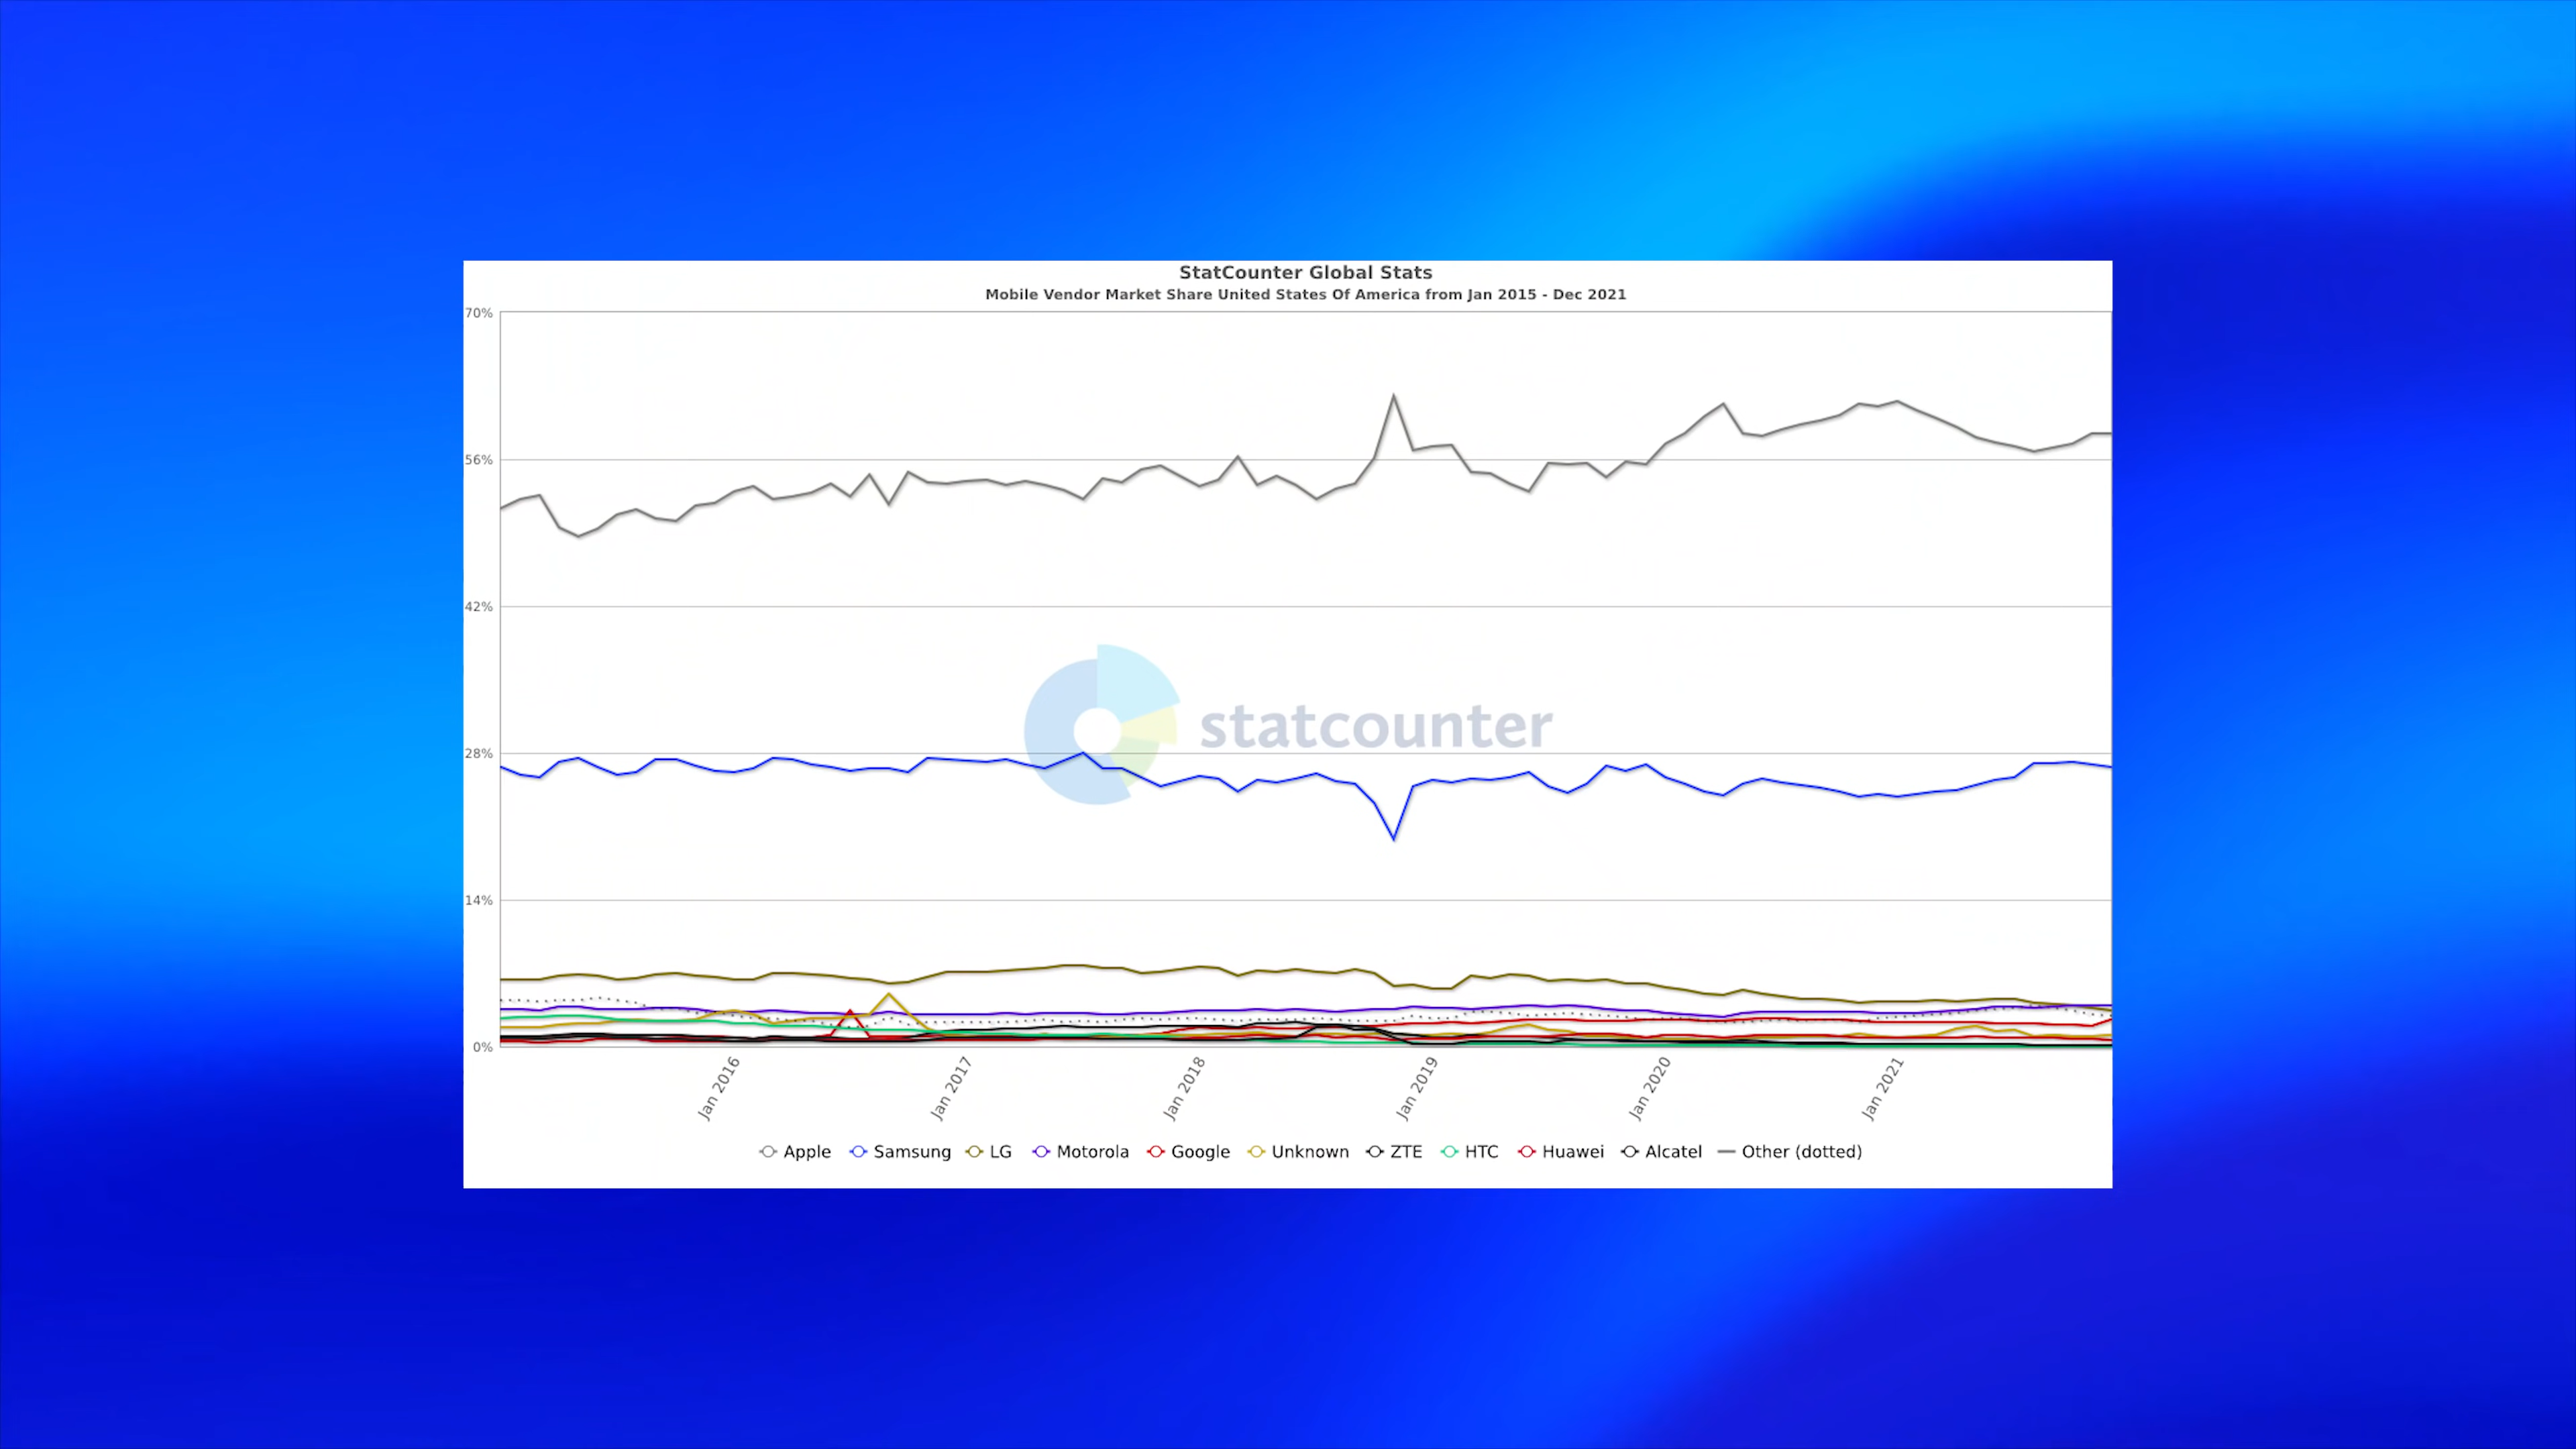 StatCounter Global Stats
Mobile Vendor Market Share United States Of America from Jan 2015 - Dec 2021
70%
56%
42%
statcounter
28%
14%
0%
Jan 2016
Jan 2017
Jan 2018
Jan 2019
Jan 2020
Jan 2021
Apple Samsung LG Motorola Google Unknown ZTE HTC Huawei Alcatel Other (dotted)